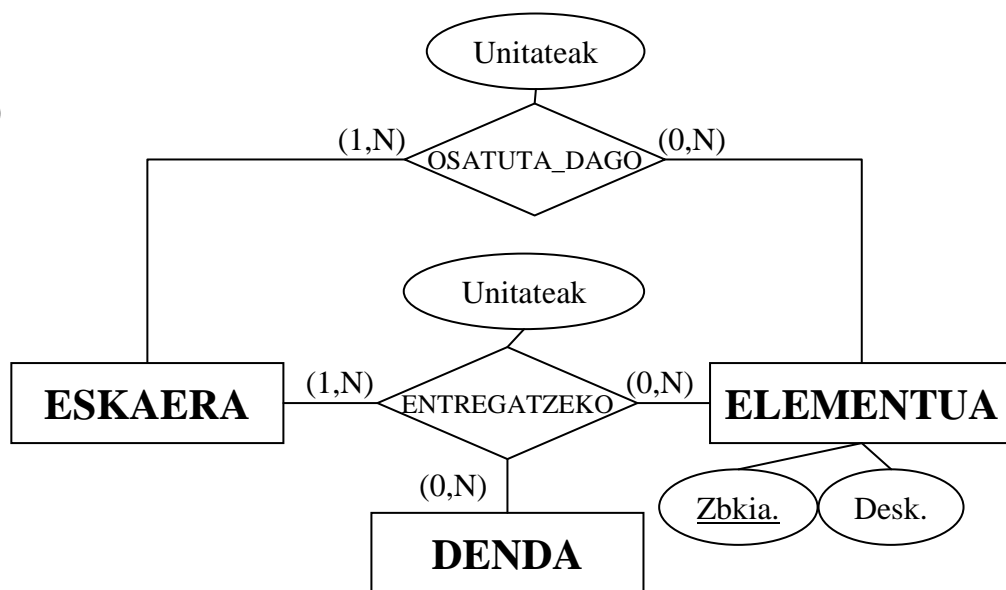 Unitateak
(1,N) OSATUTA_DAGO (0,N)
Unitateak
ESKAERA (1,N) ENTREGATZEKO (0,N) ELEMENTUA
(0,N) Zbkia. Desk.
DENDA